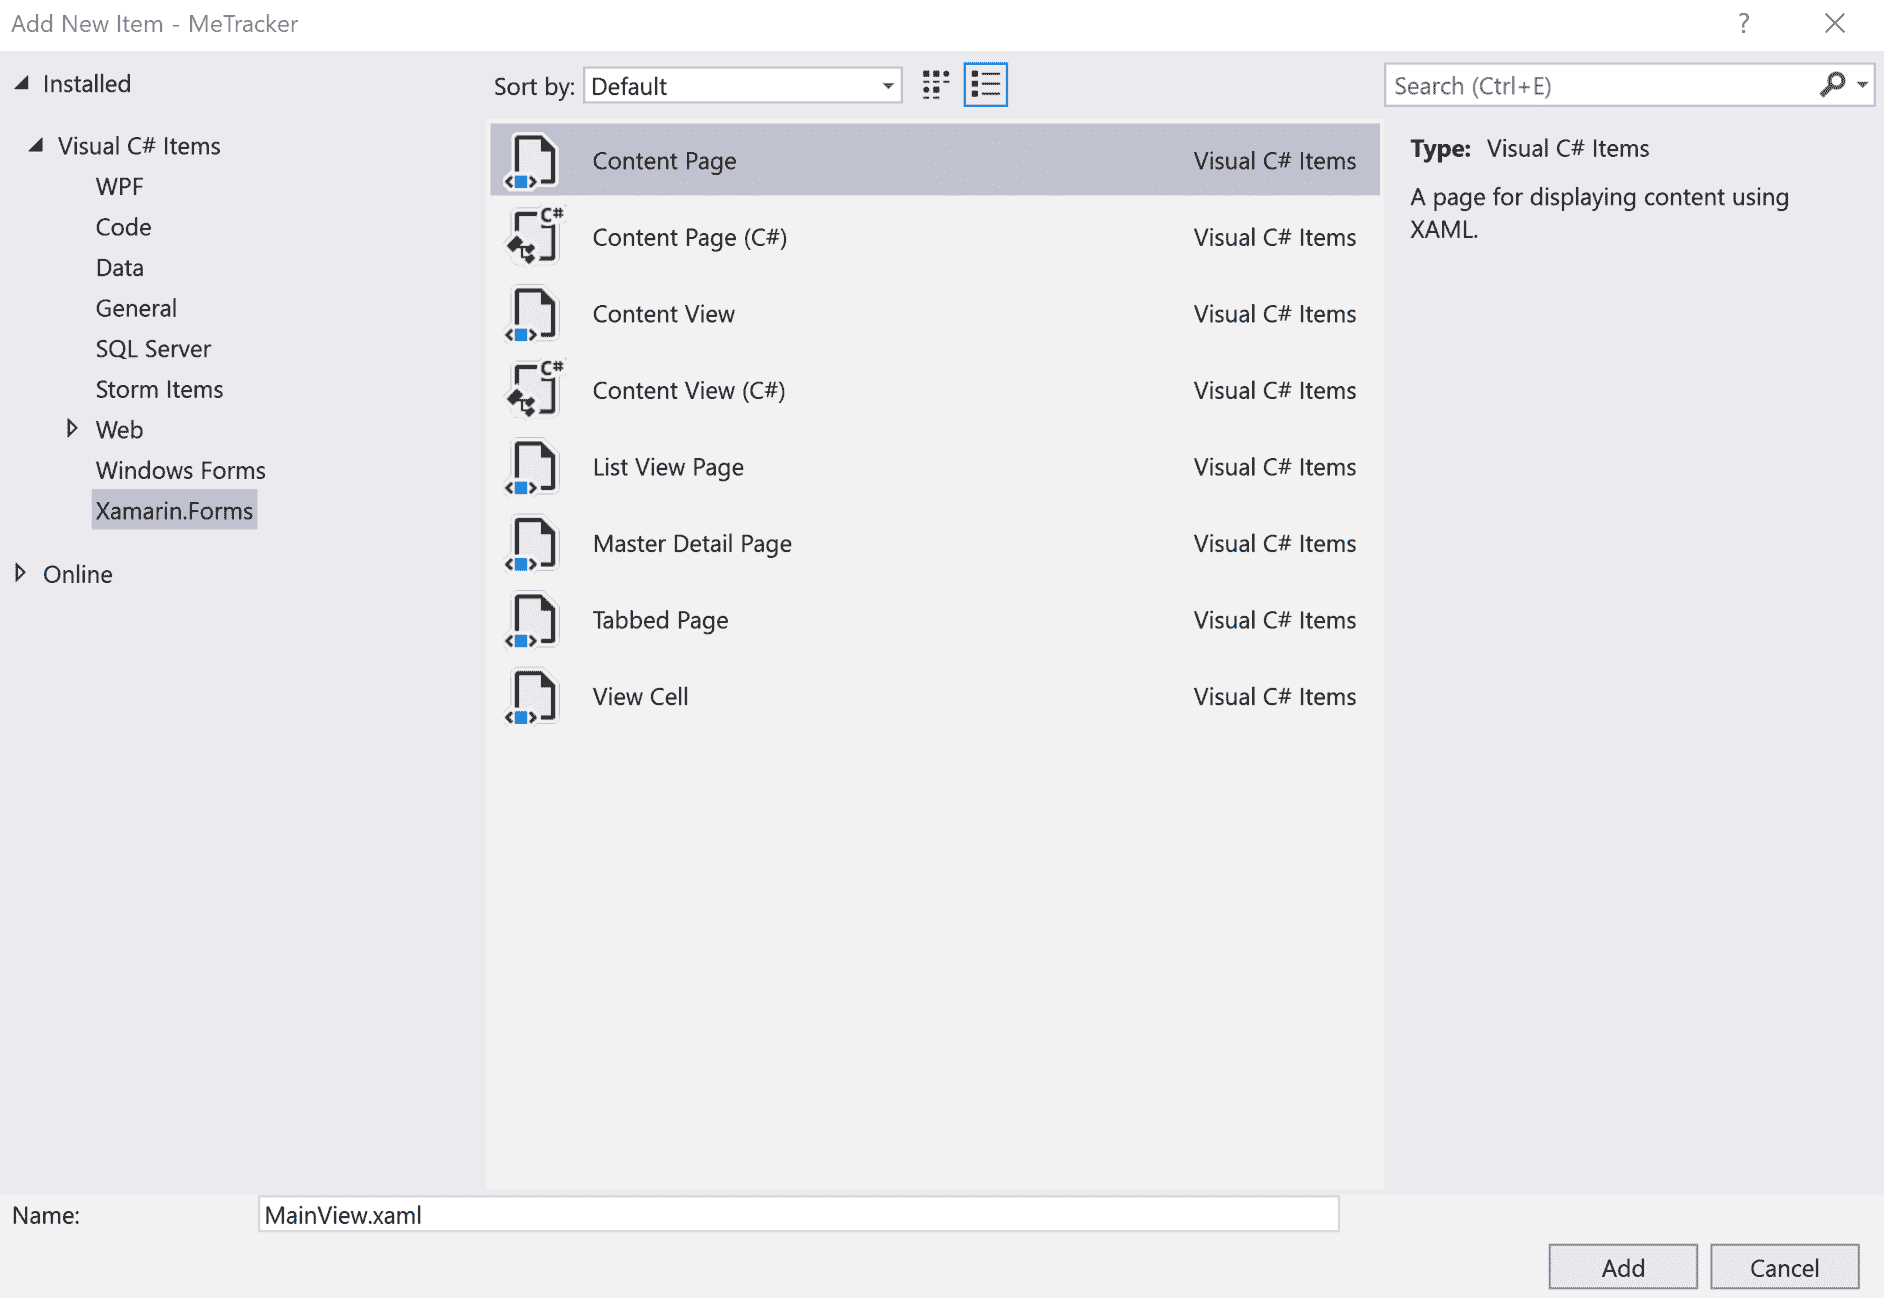 Add New Item - MeTracker
?
Installed
Visual C# Items
WPF
Code
Data
General
SQL Server
Storm Items
Web
Windows Forms
Xamarin.Forms
Online
Sort by: Default
Content Page Visual C# Items
C#
Content Page (C#) Visual C# Items
Content View Visual C# Items
C#
Content View (C#) Visual C# Items
List View Page Visual C# Items
Master Detail Page Visual C# Items
Tabbed Page Visual C# Items
View Cell Visual C# Items
Search (Ctrl+E)
Type: Visual C# Items
A page for displaying content using
XAML.
Name: MainView.xaml
Add Cancel